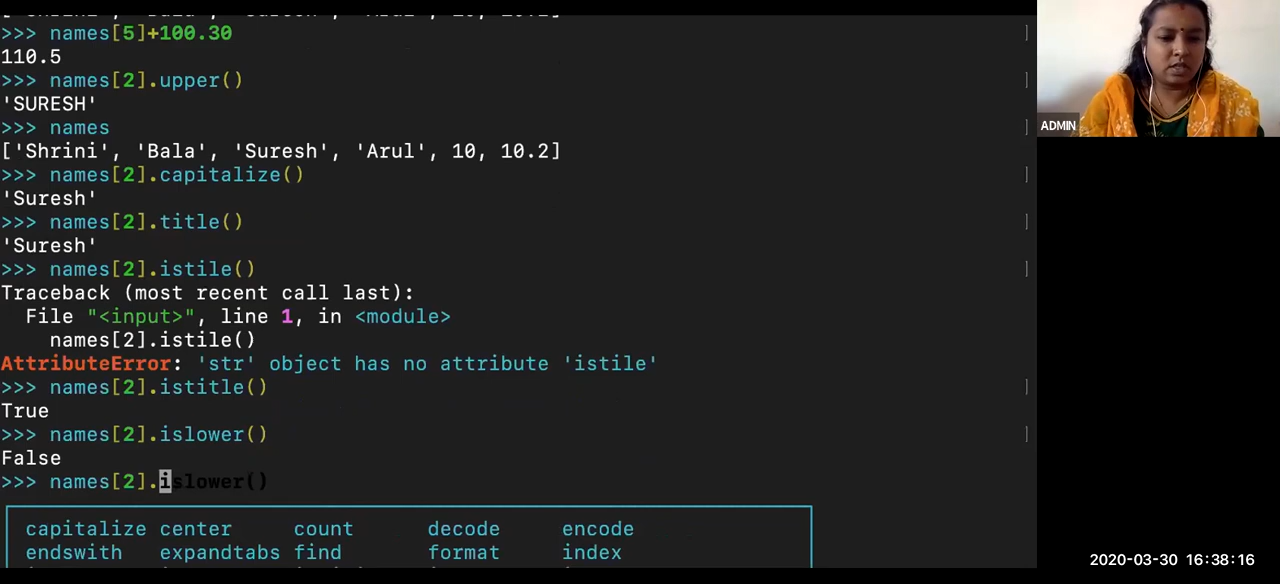 >>> names[5]+100.30
110.5
>>> names[2].upper()
'SURESH'
>>> names
['Shrini', 'Bala', 'Suresh', 'Arul', 10, 10.2]
>>> names[2].capitalize()
'Suresh'
>>> names[2].title()
'Suresh'
>>> names[2].istile()
Traceback (most recent call last):
File "<input>", line 1, in <module>
names[2].istile()
AttributeError: 'str' object has no attribute 'istile'
>>> names[2].istitle()
True
>>> names[2].islower()
False
>>> names[2].islower()
capitalize center count decode encode
endswith expandtabs find format index
ADMIN
2020-03-30 16:38:16